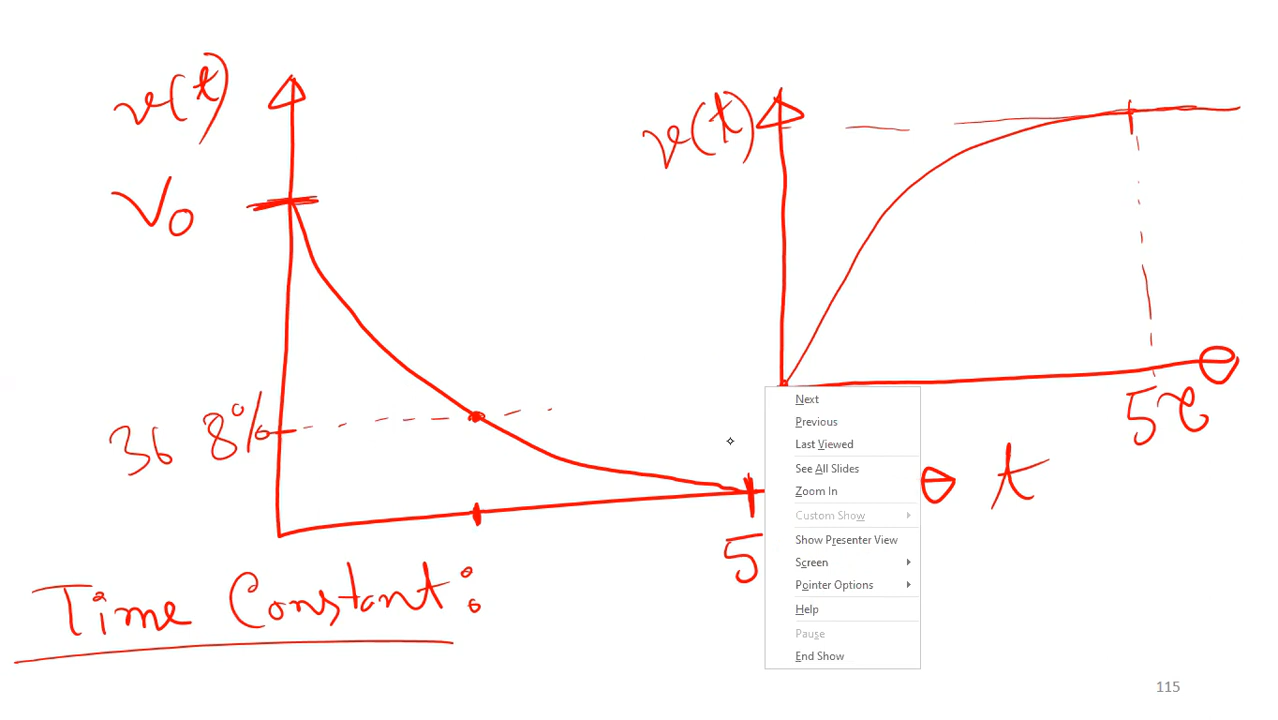 v(t)
V0
36 8%
5
t
Time Constant:
v(t)
5τ
Next
Previous
Last Viewed
See All Slides
Zoom In
Custom Show
Show Presenter View
Screen
Pointer Options
Help
Pause
End Show
115